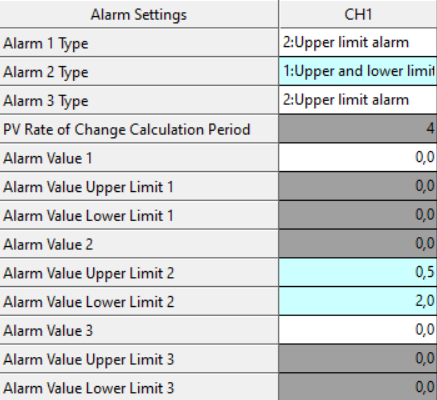 Alarm Settings CH1
Alarm 1 Type 2:Upper limit alarm
Alarm 2 Type 1:Upper and lower limit
Alarm 3 Type 2:Upper limit alarm
PV Rate of Change Calculation Period 4
Alarm Value 1 0,0
Alarm Value Upper Limit 1 0,0
Alarm Value Lower Limit 1 0,0
Alarm Value 2 0,0
Alarm Value Upper Limit 2 0,5
Alarm Value Lower Limit 2 2,0
Alarm Value 3 0,0
Alarm Value Upper Limit 3 0,0
Alarm Value Lower Limit 3 0,0